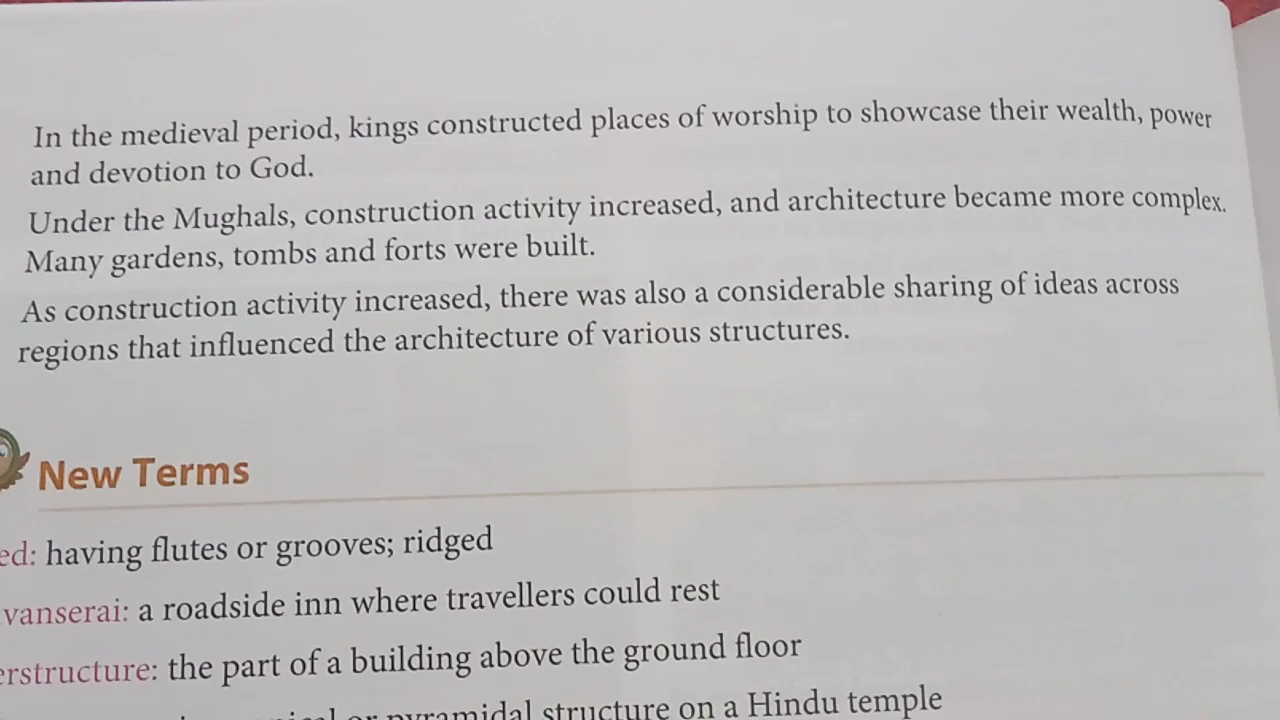 In the medieval period, kings constructed places of worship to showcase their wealth, power
and devotion to God.
Under the Mughals, construction activity increased, and architecture became more complex.
Many gardens, tombs and forts were built.
As construction activity increased, there was also a considerable sharing of ideas across
regions that influenced the architecture of various structures.
New Terms
ed: having flutes or grooves; ridged
vanserai: a roadside inn where travellers could rest
erstructure: the part of a building above the ground floor
or pyramidal structure on a Hindu temple